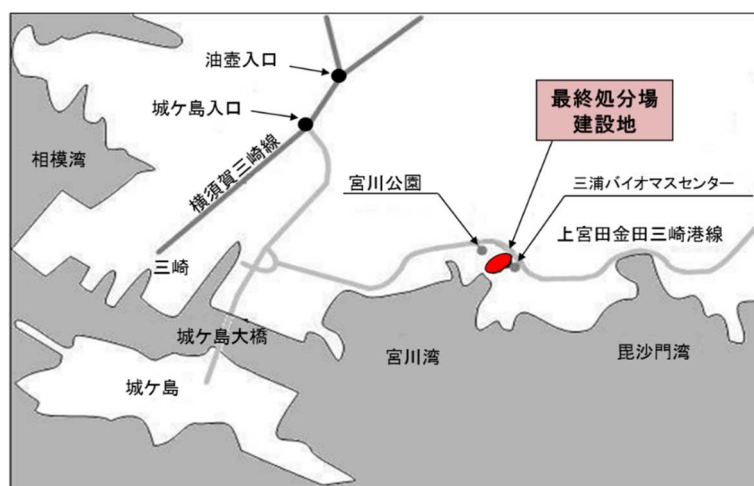 油壺入口
城ケ島入口
最終処分場
建設地
相模湾
横須賀三崎線
宮川公園
三浦バイオマスセンター
上宮田金田三崎港線
三崎
城ケ島大橋
宮川湾
毘沙門湾
城ケ島